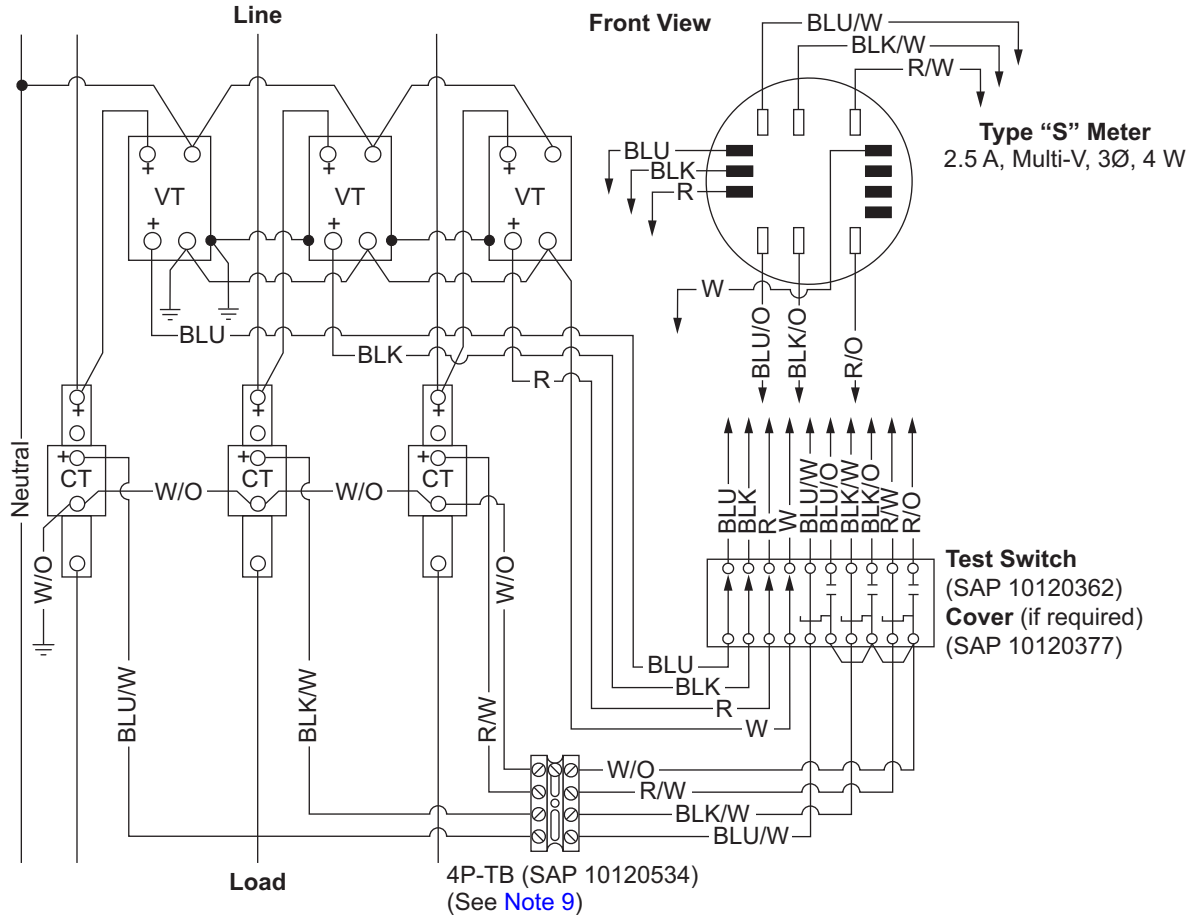 Line
Front View
BLU/W
BLK/W
R/W
Type “S” Meter
2.5 A, Multi-V, 3Ø, 4 W
BLU
BLK
R
VT
VT
VT
+
+
+
+
+
+
W
BLU
BLK
R
BLU/O
BLK/O
R/O
Neutral
+
+
+
+
+
+
CT
CT
CT
W/O
W/O
W/O
W/O
BLU
BLK
R
W
BLU/W
BLU/O
BLK/W
BLK/O
R/W
R/O
Test Switch
(SAP 10120362)
Cover (if required)
(SAP 10120377)
BLU
BLK
R
W
BLU/W
BLK/W
R/W
W/O
R/W
BLK/W
BLU/W
Load
4P-TB (SAP 10120534)
(See Note 9)